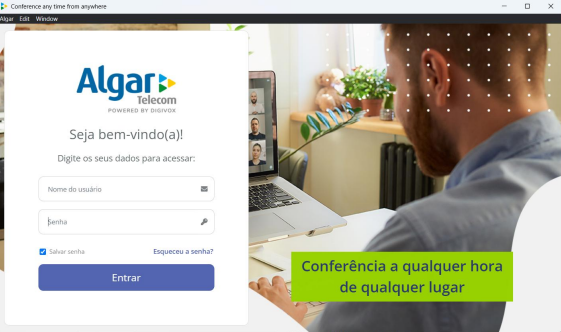 Conference any time from anywhere
Algar Edit Window
Algar
Telecom
POWERED BY DIGIVOX
Seja bem-vindo(a)!
Digite os seus dados para acessar:
Nome do usuário
Senha
Salvar senha
Esqueceu a senha?
Entrar
Conferência a qualquer hora
de qualquer lugar